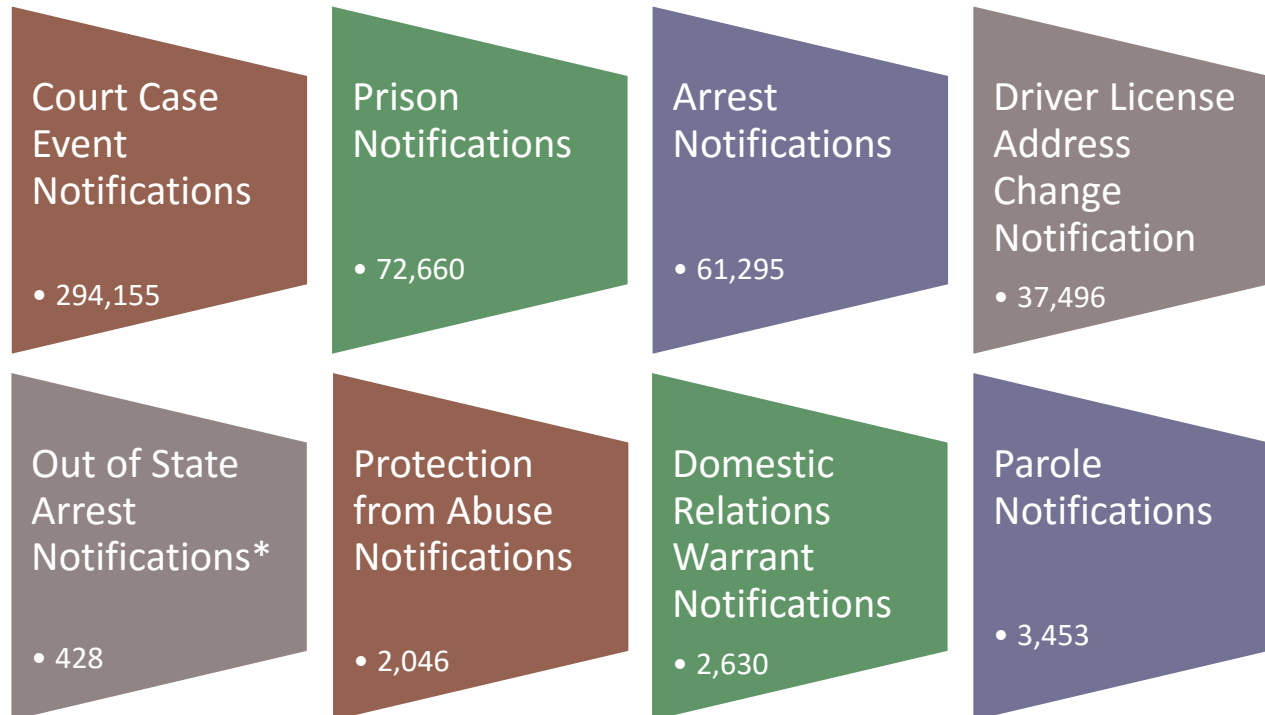 Court Case
Event
Notifications
• 294,155
Prison
Notifications
• 72,660
Arrest
Notifications
• 61,295
Driver License
Address
Change
Notification
• 37,496
Out of State
Arrest
Notifications*
• 428
Protection
from Abuse
Notifications
• 2,046
Domestic
Relations
Warrant
Notifications
• 2,630
Parole
Notifications
• 3,453